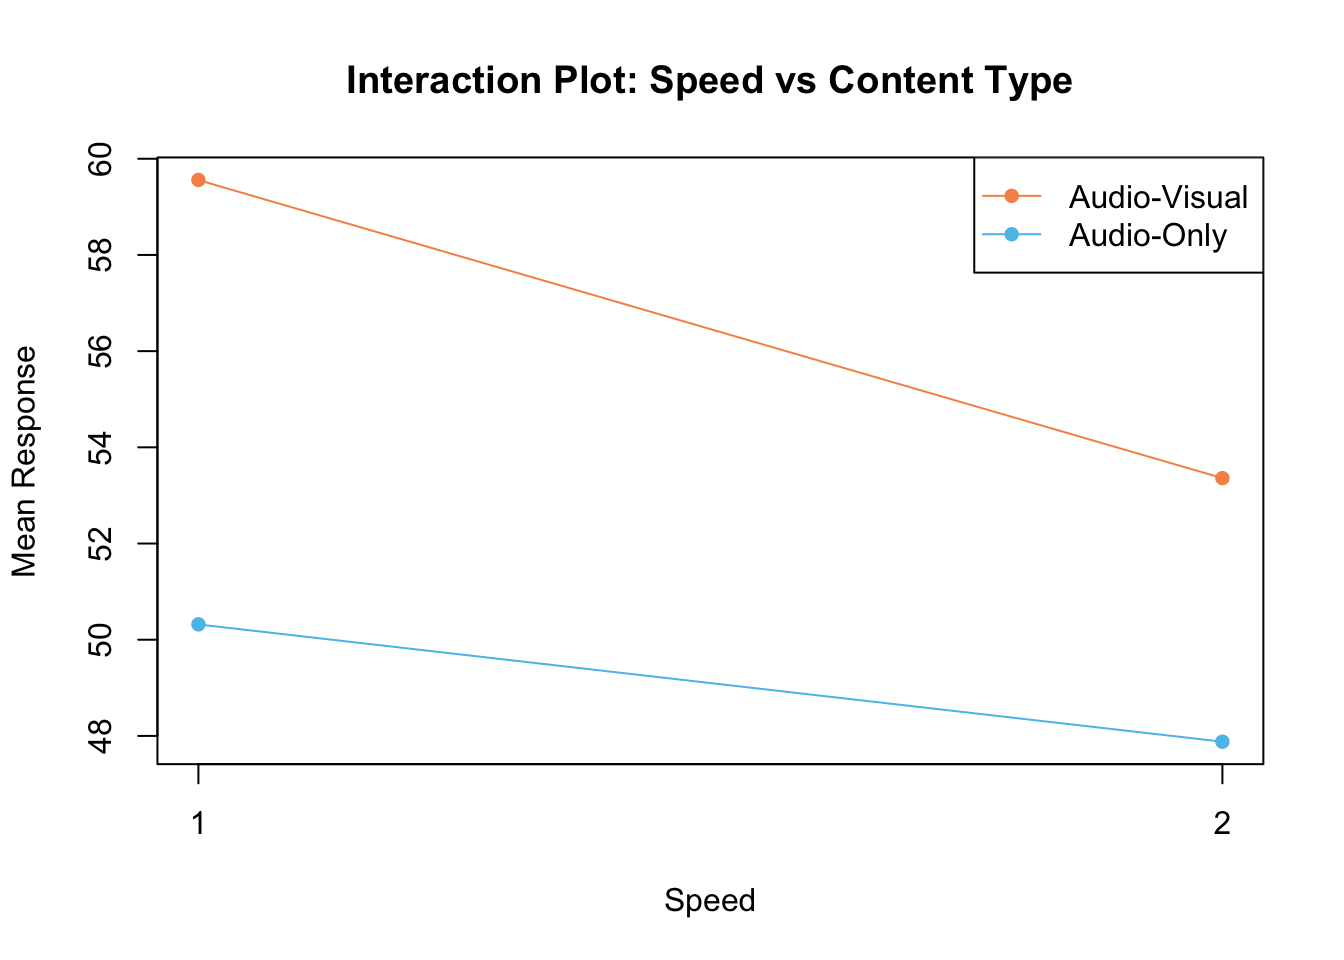 Interaction Plot: Speed vs Content Type
60
58
56
54
52
50
48
Mean Response
Audio-Visual
Audio-Only
1
2
Speed